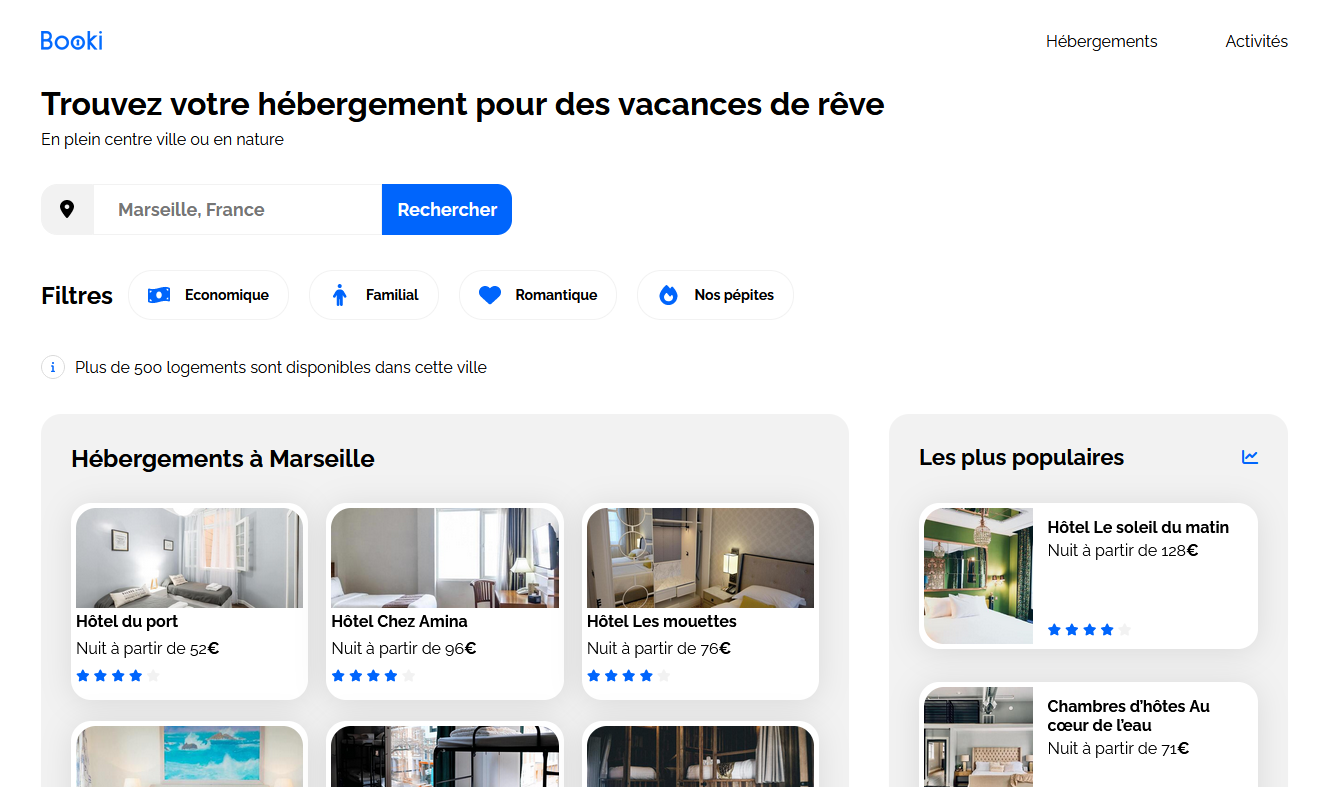 Booki
Hébergements
Activités
Trouvez votre hébergement pour des vacances de rêve
En plein centre ville ou en nature
Marseille, France
Rechercher
Filtres
Economique
Familial
Romantique
Nos pépites
i
Plus de 500 logements sont disponibles dans cette ville
Hébergements à Marseille
Hôtel du port
Nuit à partir de 52€
Hôtel Chez Amina
Nuit à partir de 96€
Hôtel Les mouettes
Nuit à partir de 76€
Les plus populaires
Hôtel Le soleil du matin
Nuit à partir de 128€
Chambres d’hôtes Au
cœur de l’eau
Nuit à partir de 71€